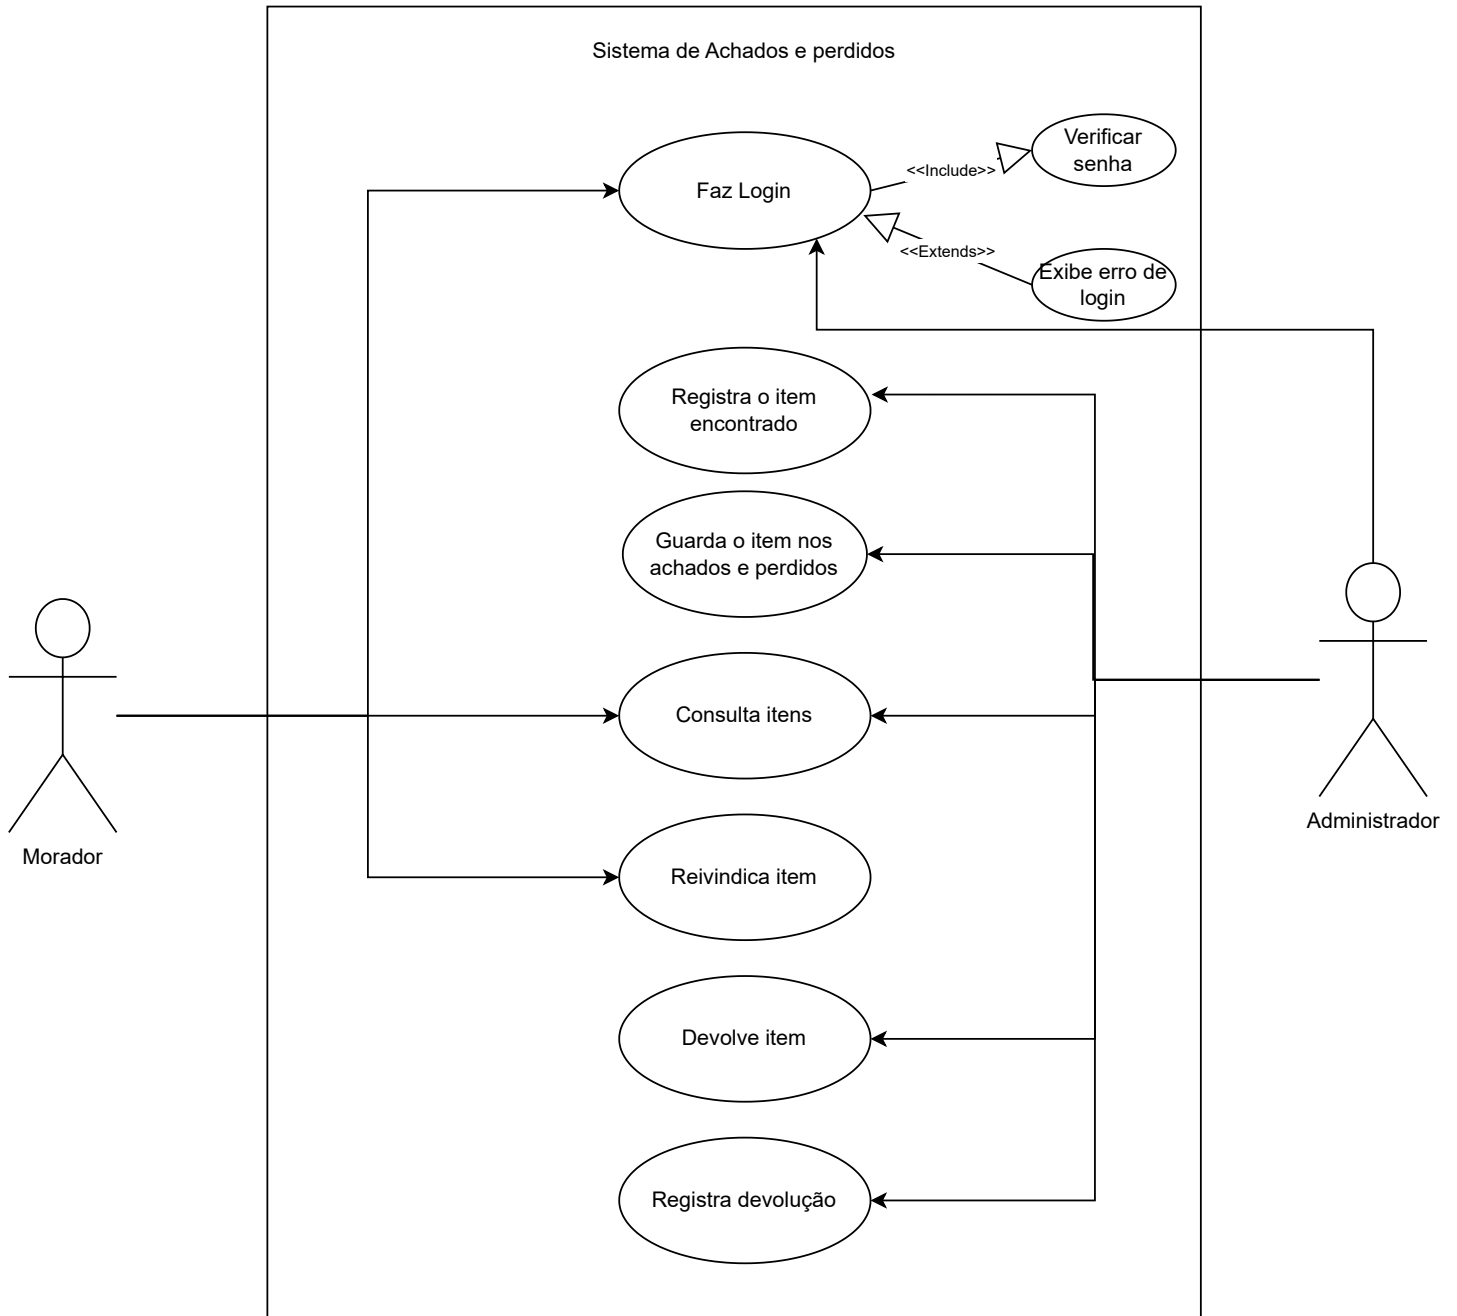 Sistema de Achados e perdidos
Faz Login
<<Include>>
Verificar
senha
<<Extends>>
Exibe erro de
login
Registra o item
encontrado
Guarda o item nos
achados e perdidos
Consulta itens
Reivindica item
Devolve item
Registra devolução
Morador
Administrador